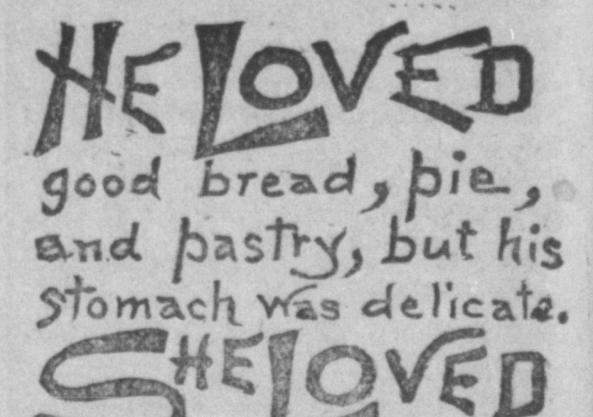 HE LOVED
good bread, pie,
and pastry, but his
stomach was delicate.
SHE LOVED